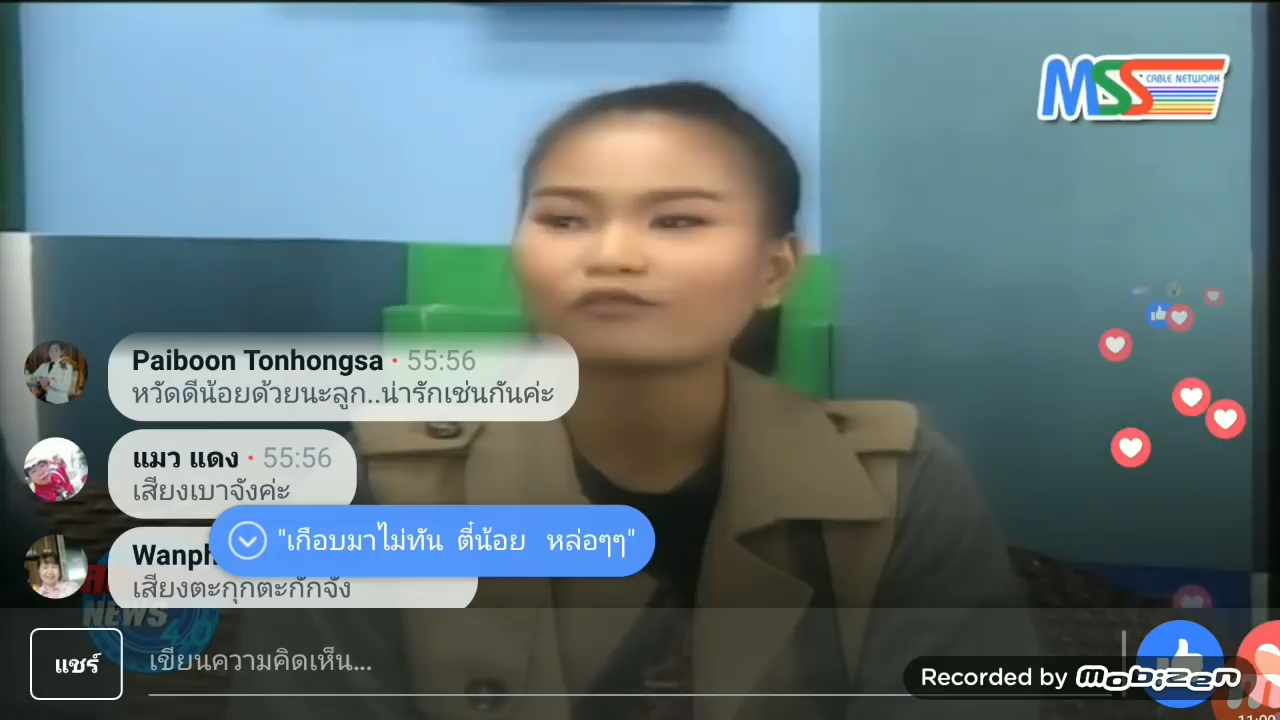 MSS CABLE NETWORK
Paiboon Tonhongsa • 55:56
หวัดดีน้อยด้วยนะลูก..น่ารักเช่นกันค่ะ
แมว แดง • 55:56
เสียงเบาจังค่ะ
"เกือบมาไม่ทัน ตี๋น้อย หล่อๆๆ"
เสียงตะกุกตะกักจัง
NEWS
แชร์
เขียนความคิดเห็น...
Recorded by mobizen